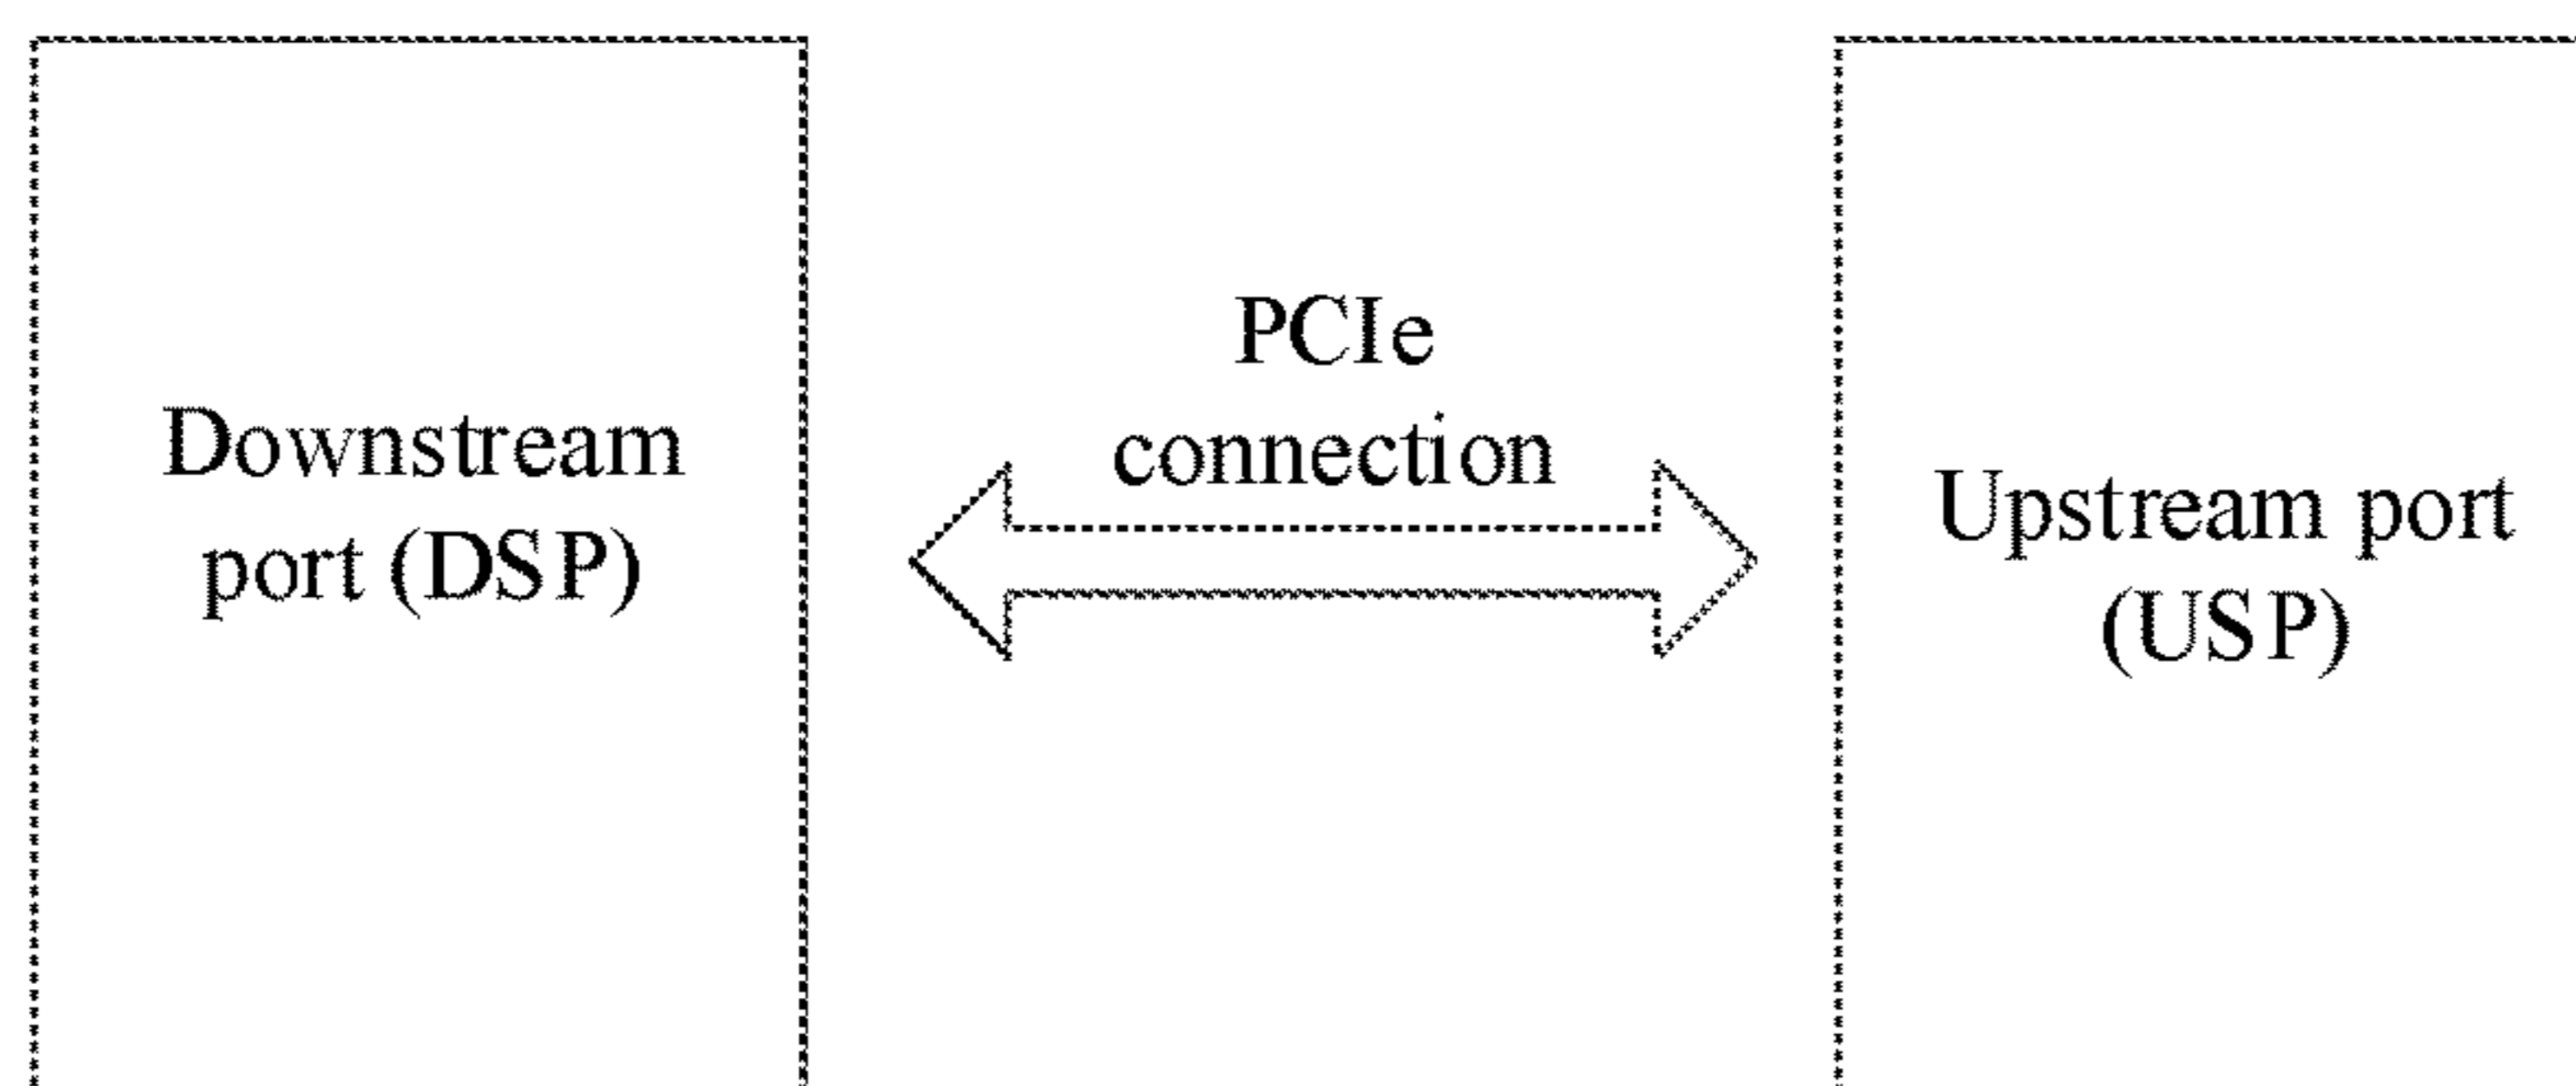 Downstream
port (DSP)
PCIe
connection
Upstream port
(USP)